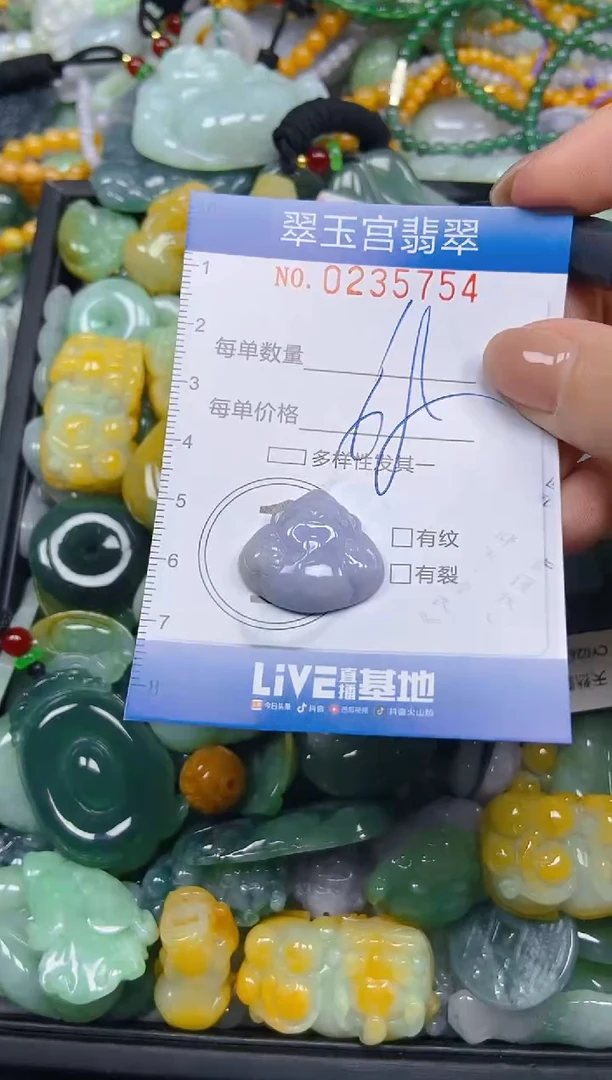 翠玉宫翡翠
NO. 0235754
1
2
每单数量
3
每单价格
4
多样性发其一
5
有纹
6
有裂
7
LiVE直播基地
今日头条 抖音 西瓜视频 抖音火山版